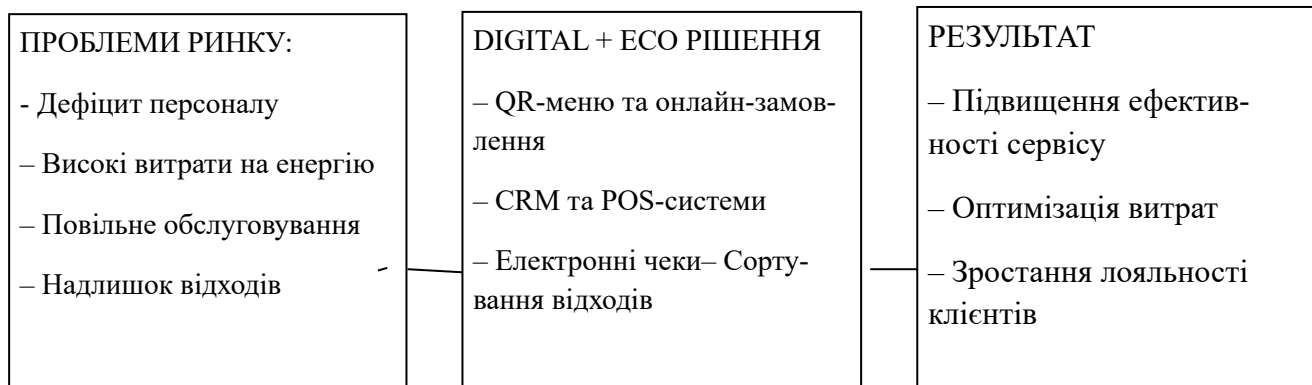 ПРОБЛЕМИ РИНКУ:
- Дефіцит персоналу
– Високі витрати на енергію
– Повільне обслуговування
– Надлишок відходів
DIGITAL + ECO РІШЕННЯ
– QR-меню та онлайн-замов-
лення
– CRM та POS-системи
– Електронні чеки– Сорту-
вання відходів
РЕЗУЛЬТАТ
– Підвищення ефектив-
ності сервісу
– Оптимізація витрат
– Зростання лояльності
клієнтів